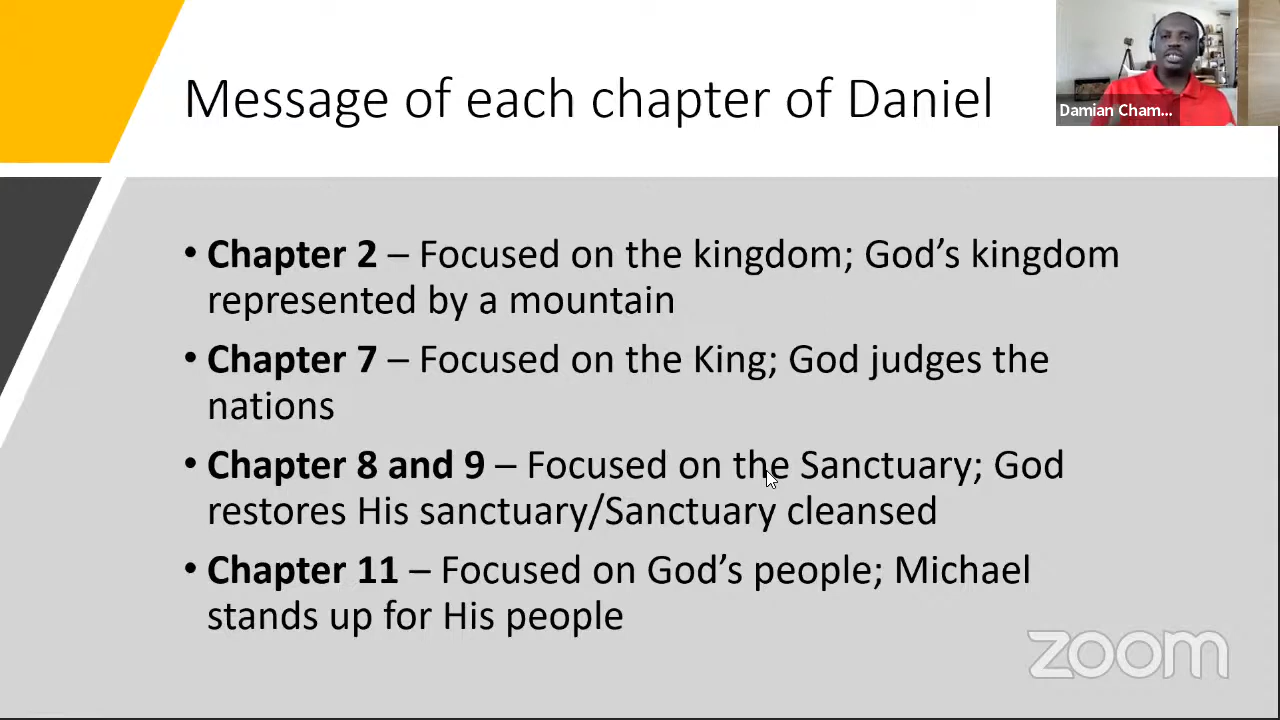 Message of each chapter of Daniel
Damian Cham...
• Chapter 2 – Focused on the kingdom; God’s kingdom
represented by a mountain
• Chapter 7 – Focused on the King; God judges the
nations
• Chapter 8 and 9 – Focused on the Sanctuary; God
restores His sanctuary/Sanctuary cleansed
• Chapter 11 – Focused on God’s people; Michael
stands up for His people
zoom